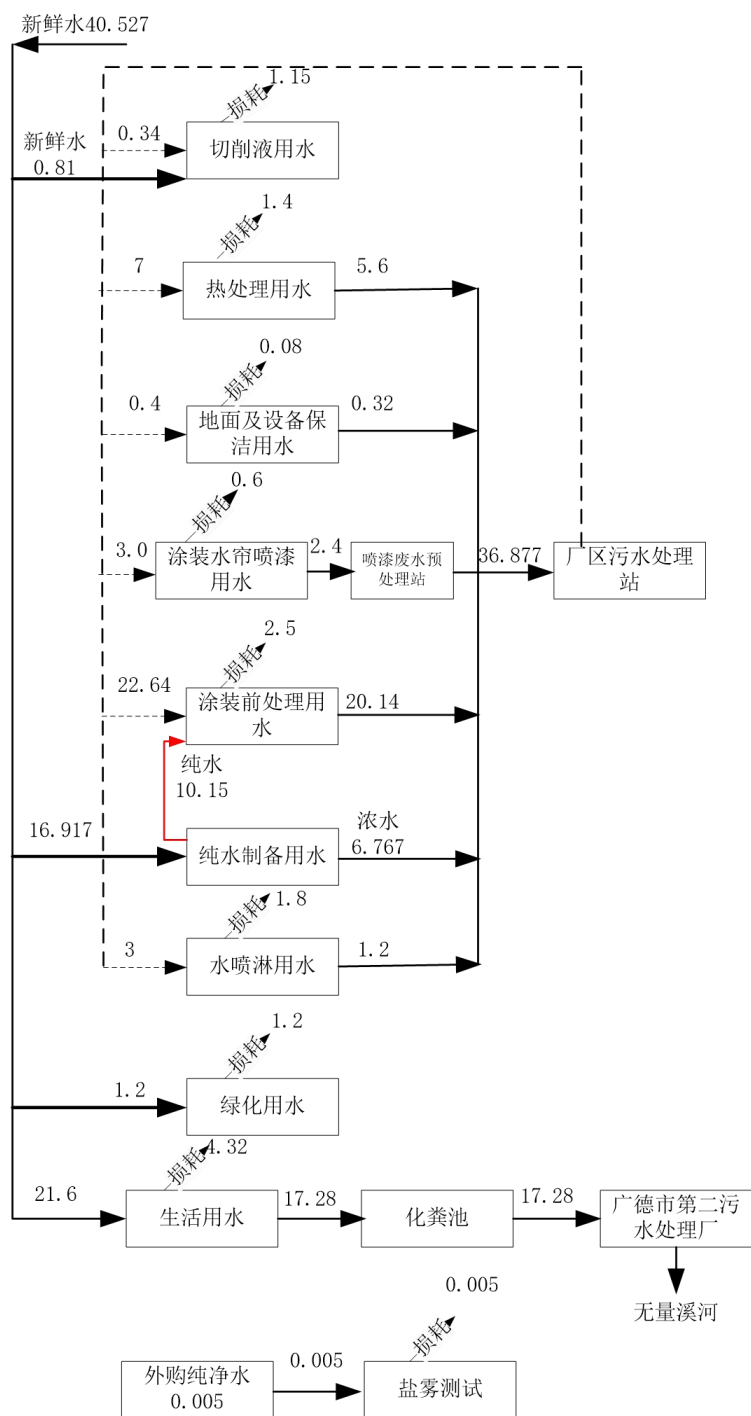 新鲜水40.527
损耗
1.15
新鲜水
0.81
0.34
切削液用水
损耗
1.4
7
热处理用水
5.6
损耗
0.08
0.4
地面及设备保
洁用水
0.32
损耗
0.6
3.0
涂装水帘喷漆
用水
2.4
喷漆废水预
处理站
36.877
厂区污水处理
站
损耗
2.5
22.64
涂装前处理用
水
20.14
纯水
10.15
16.917
纯水制备用水
浓水
6.767
损耗
1.8
3
水喷淋用水
1.2
损耗
1.2
1.2
绿化用水
损耗
4.32
21.6
生活用水
17.28
化粪池
17.28
广德市第二污
水处理厂
无量溪河
损耗
0.005
外购纯净水
0.005
0.005
盐雾测试